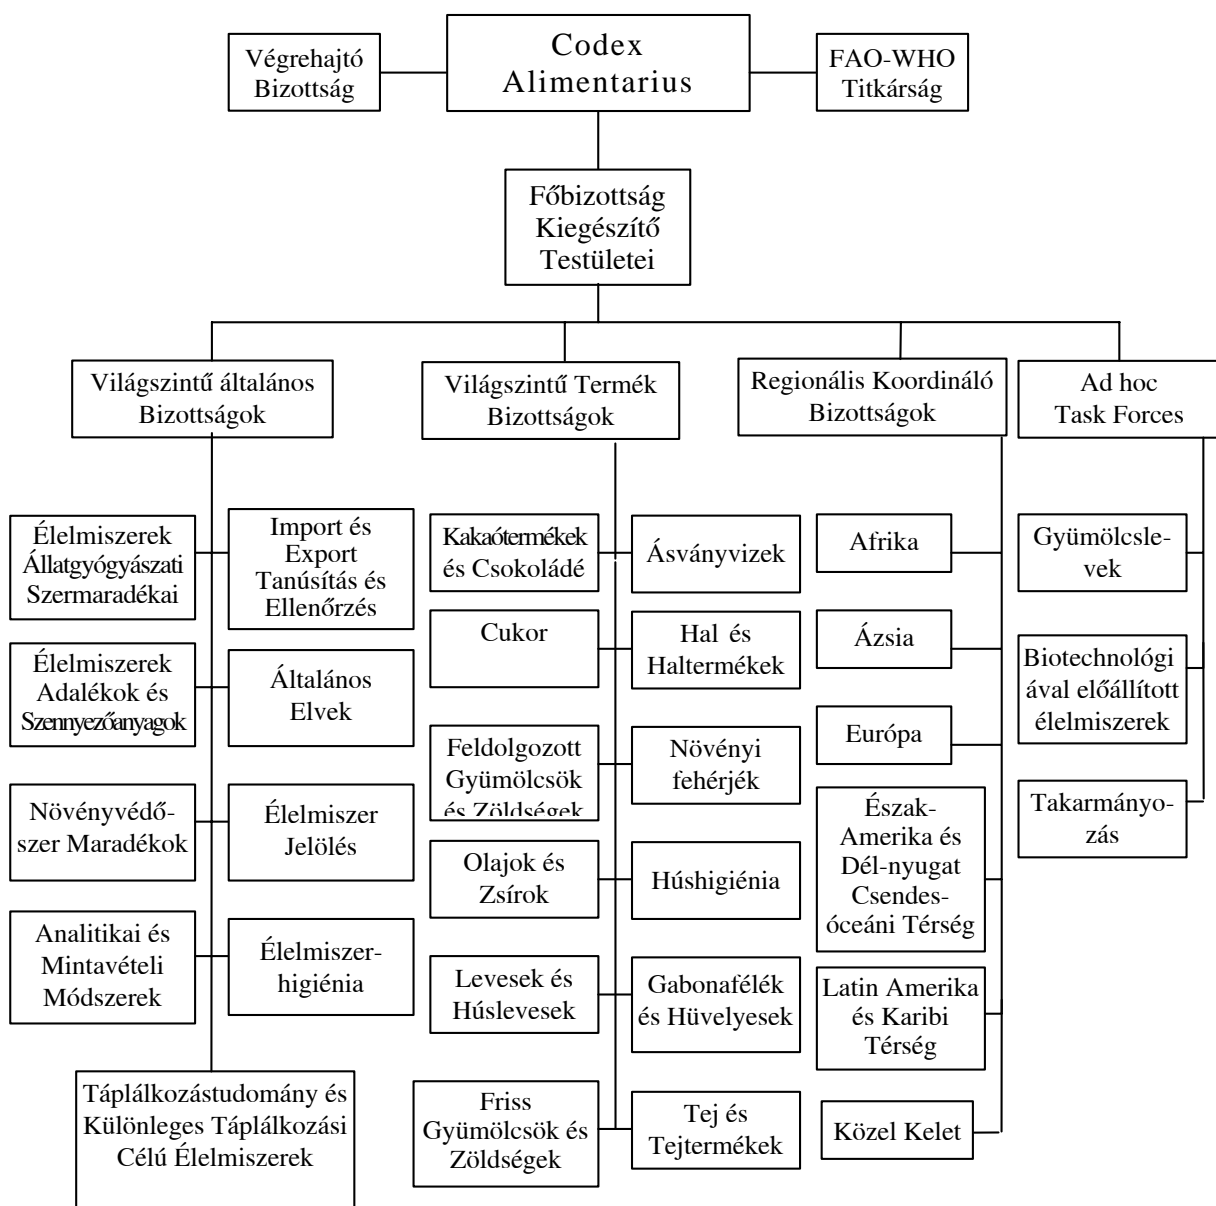 Végrehajtó
Bizottság
Codex
Alimentarius
FAO-WHO
Titkárság
Főbizottság
Kiegészítő
Testületei
Világszintű általános
Bizottságok
Világszintű Termék
Bizottságok
Regionális Koordináló
Bizottságok
Ad hoc
Task Forces
Élelmiszerek
Állatgyógyászati
Szermaradékai
Import és
Export
Tanúsítás és
Ellenőrzés
Élelmiszerek
Adalékok és
Szennyezőanyagok
Általános
Elvek
Növényvédő-
szer Maradékok
Élelmiszer
Jelölés
Analitikai és
Mintavételi
Módszerek
Élelmiszer-
higiénia
Táplálkozástudomány és
Különleges Táplálkozási
Célú Élelmiszerek
Kakaótermékek
és Csokoládé
Ásványvizek
Cukor
Hal és
Haltermékek
Feldolgozott
Gyümölcsök
és Zöldségek
Növényi
fehérjék
Olajok és
Zsírok
Húshigiénia
Levesek és
Húslevesek
Gabonafélék
és Hüvelyesek
Friss
Gyümölcsök és
Zöldségek
Tej és
Tejtermékek
Afrika
Ázsia
Európa
Észak-
Amerika és
Dél-nyugat
Csendes-
óceáni Térség
Latin Amerika
és Karibi
Térség
Közel Kelet
Gyümölcsle-
vek
Biotechnológi
ával előállított
élelmiszerek
Takarmányo-
zás